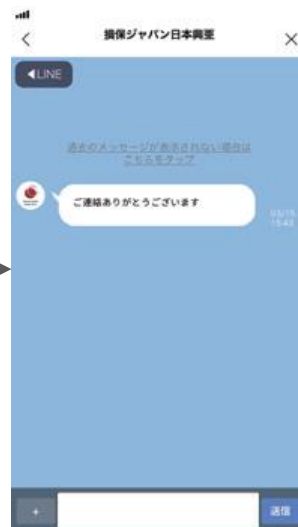 損保ジャパン日本興亜
LINE
過去のメッセージが表示されない場合は
こちらをタップ
ご連絡ありがとうございます
15:43
送信